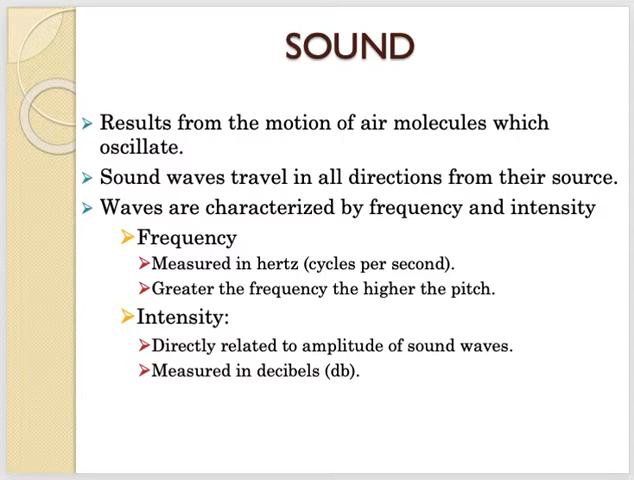 SOUND
➢ Results from the motion of air molecules which
oscillate.
➢ Sound waves travel in all directions from their source.
➢ Waves are characterized by frequency and intensity
➢Frequency
➢Measured in hertz (cycles per second).
➢Greater the frequency the higher the pitch.
➢Intensity:
➢Directly related to amplitude of sound waves.
➢Measured in decibels (db).